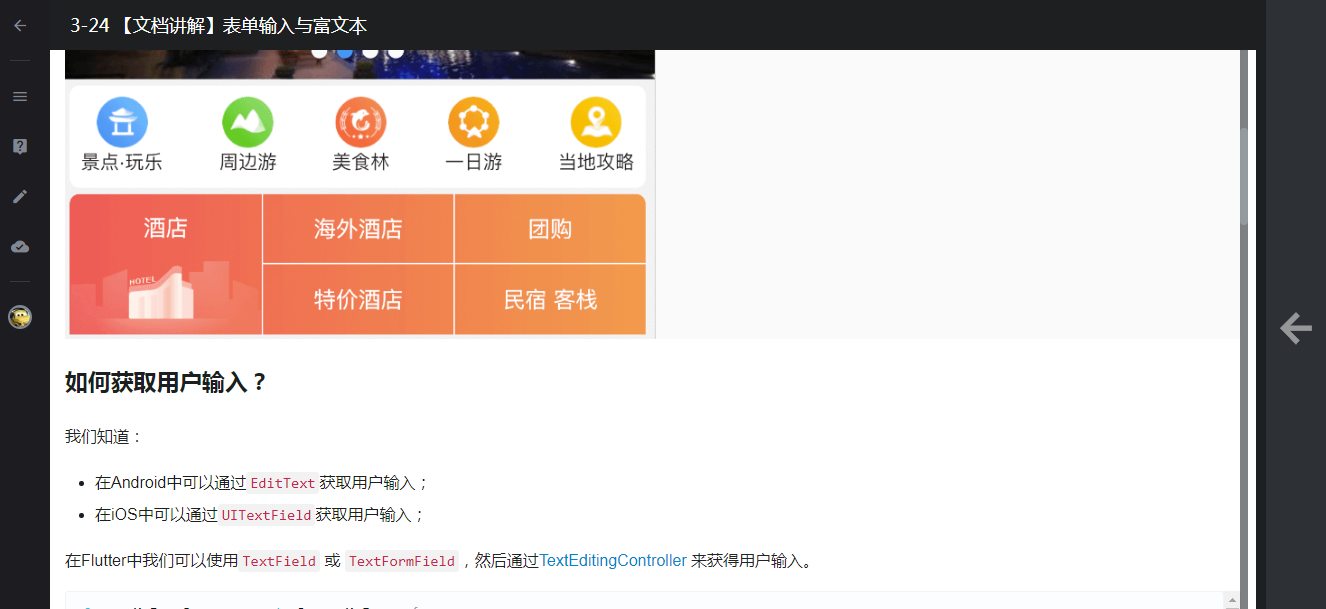 3-24 【文档讲解】表单输入与富文本
景点·玩乐 周边游 美食林 一日游 当地攻略
酒店 海外酒店 团购
HOTEL
特价酒店 民宿 客栈
如何获取用户输入？
我们知道：
在Android中可以通过 EditText 获取用户输入；
在iOS中可以通过 UITextField 获取用户输入；
在Flutter中我们可以使用 TextField 或 TextFormField ，然后通过TextEditingController 来获得用户输入。